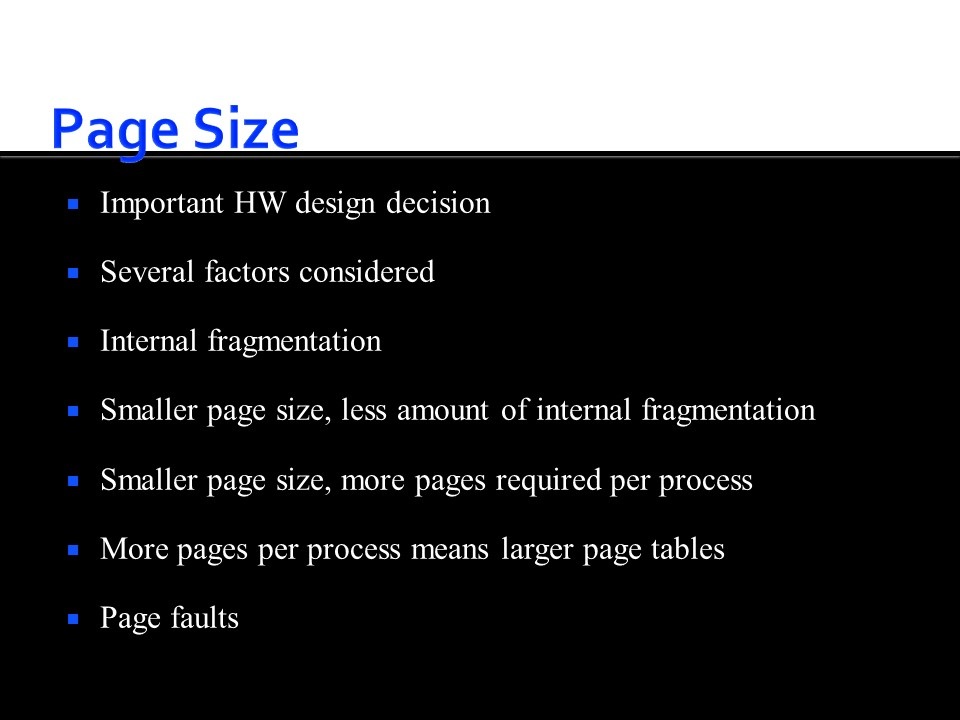 Page Size
Important HW design decision
Several factors considered
Internal fragmentation
Smaller page size, less amount of internal fragmentation
Smaller page size, more pages required per process
More pages per process means larger page tables
Page faults